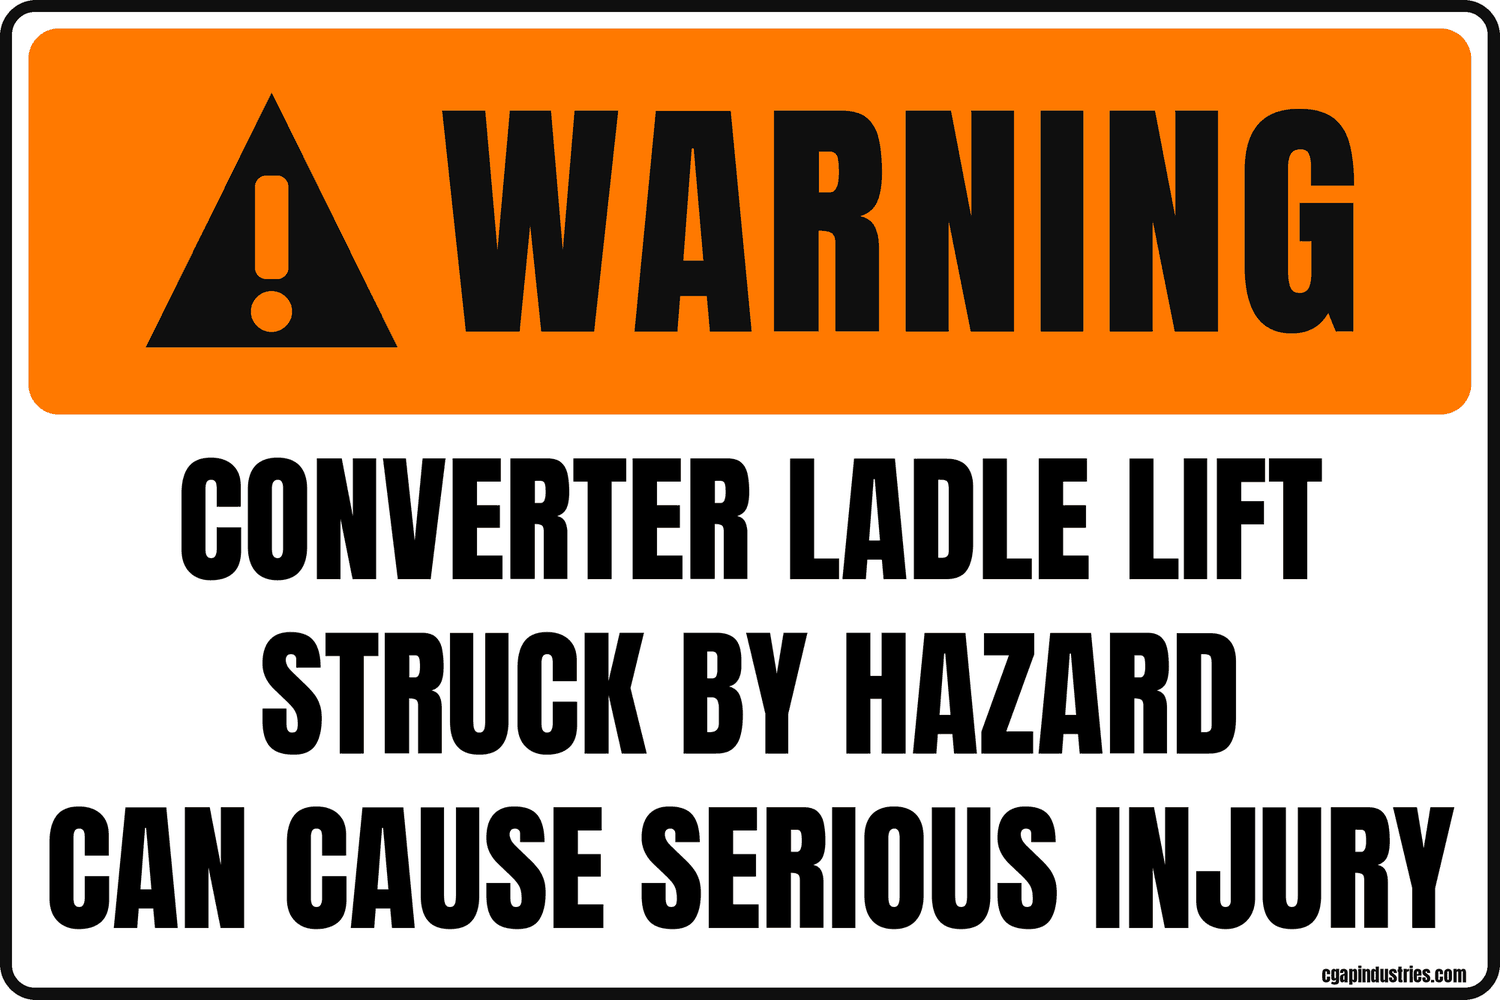 WARNING
CONVERTER LADLE LIFT
STRUCK BY HAZARD
CAN CAUSE SERIOUS INJURY
cgapindustries.com